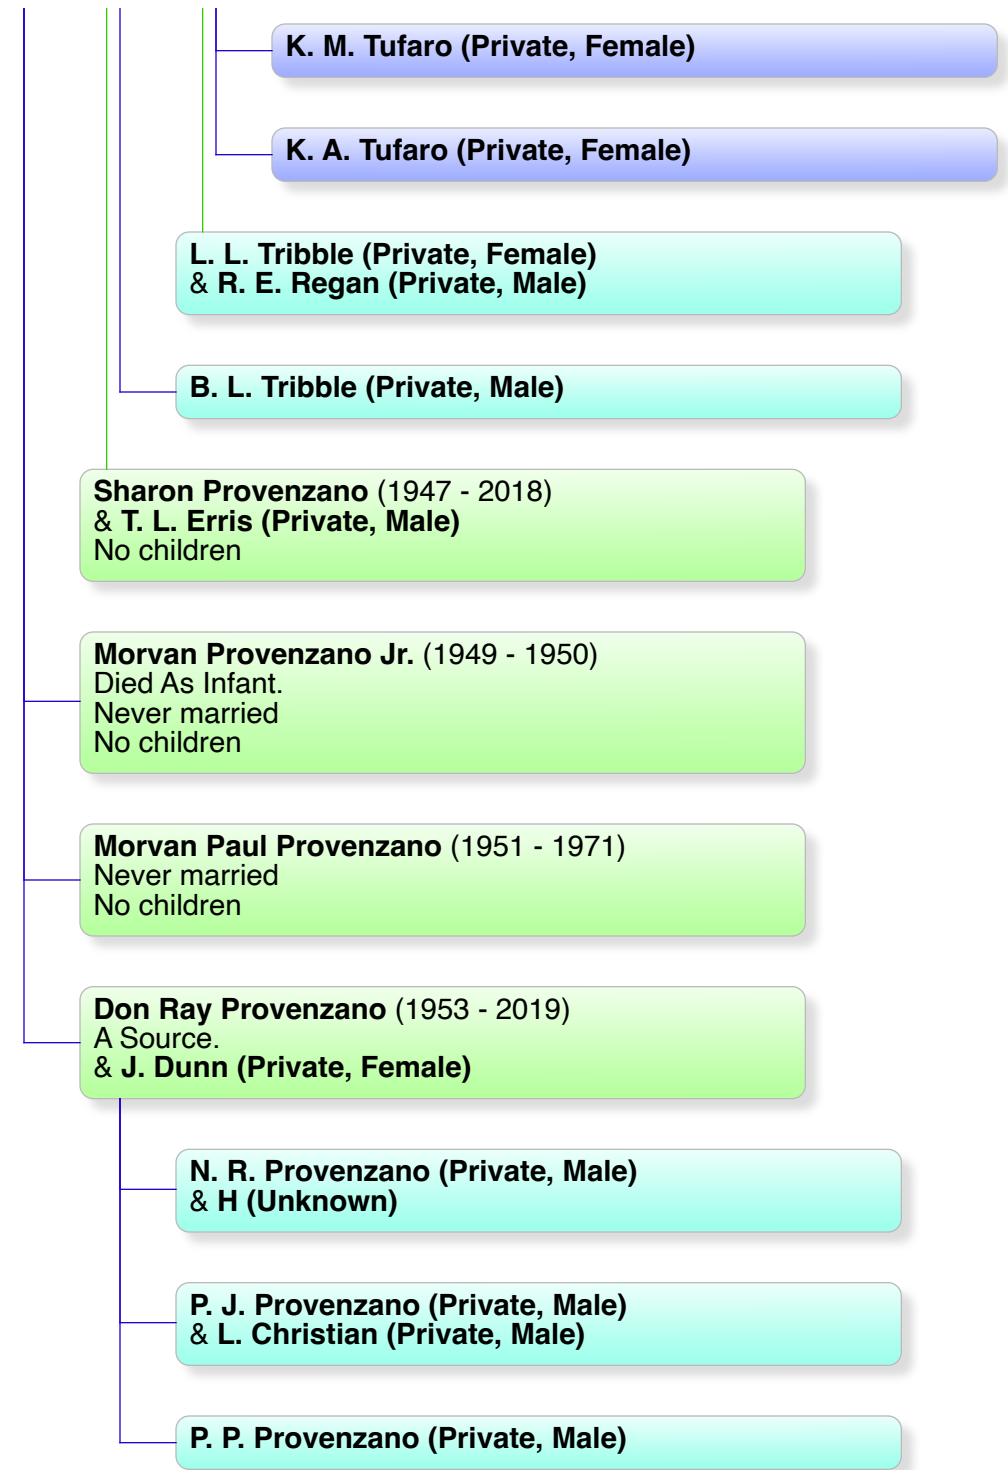 K. M. Tufaro (Private, Female)
K. A. Tufaro (Private, Female)
L. L. Tribble (Private, Female)
& R. E. Regan (Private, Male)
B. L. Tribble (Private, Male)
Sharon Provenzano (1947 - 2018)
& T. L. Erris (Private, Male)
No children
Morvan Provenzano Jr. (1949 - 1950)
Died As Infant.
Never married
No children
Morvan Paul Provenzano (1951 - 1971)
Never married
No children
Don Ray Provenzano (1953 - 2019)
A Source.
& J. Dunn (Private, Female)
N. R. Provenzano (Private, Male)
& H (Unknown)
P. J. Provenzano (Private, Male)
& L. Christian (Private, Male)
P. P. Provenzano (Private, Male)